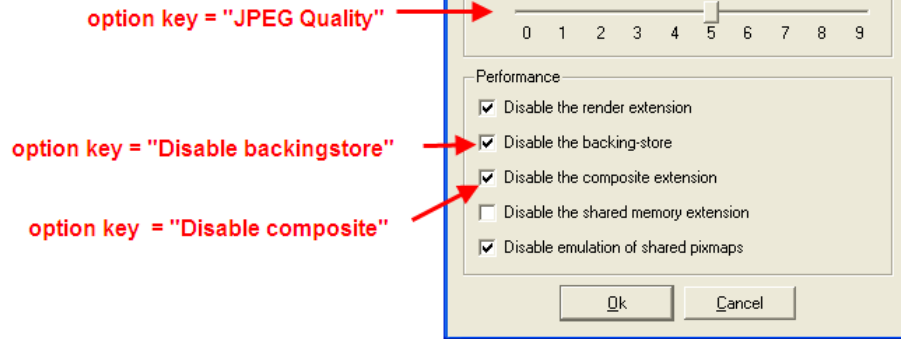 option key = "JPEG Quality"
0 1 2 3 4 5 6 7 8 9
Performance
Disable the render extension
option key = "Disable backingstore"
Disable the backing-store
Disable the composite extension
option key = "Disable composite"
Disable the shared memory extension
Disable emulation of shared pixmaps
Ok
Cancel